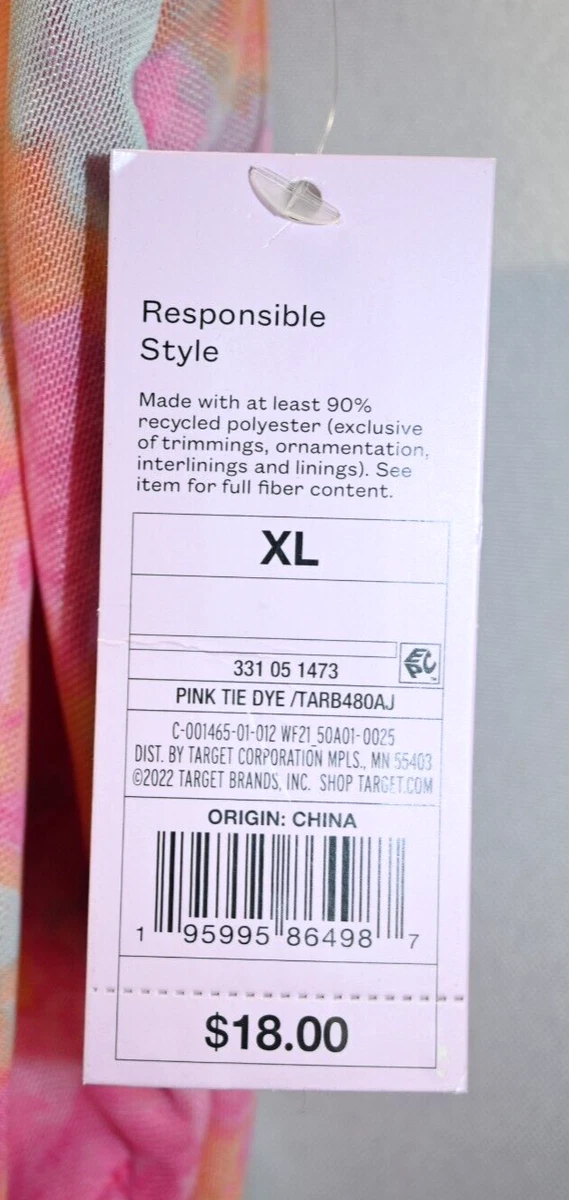 Responsible
Style
Made with at least 90%
recycled polyester (exclusive
of trimmings, ornamentation,
interlinings and linings). See
item for full fiber content.
XL
EPC
331 05 1473
PINK TIE DYE /TARB480AJ
C-001465-01-012 WF21_50A01-0025
DIST. BY TARGET CORPORATION MPLS., MN 55403
©2022 TARGET BRANDS, INC. SHOP TARGET.COM
ORIGIN: CHINA
1 95995 86498 7
$18.00